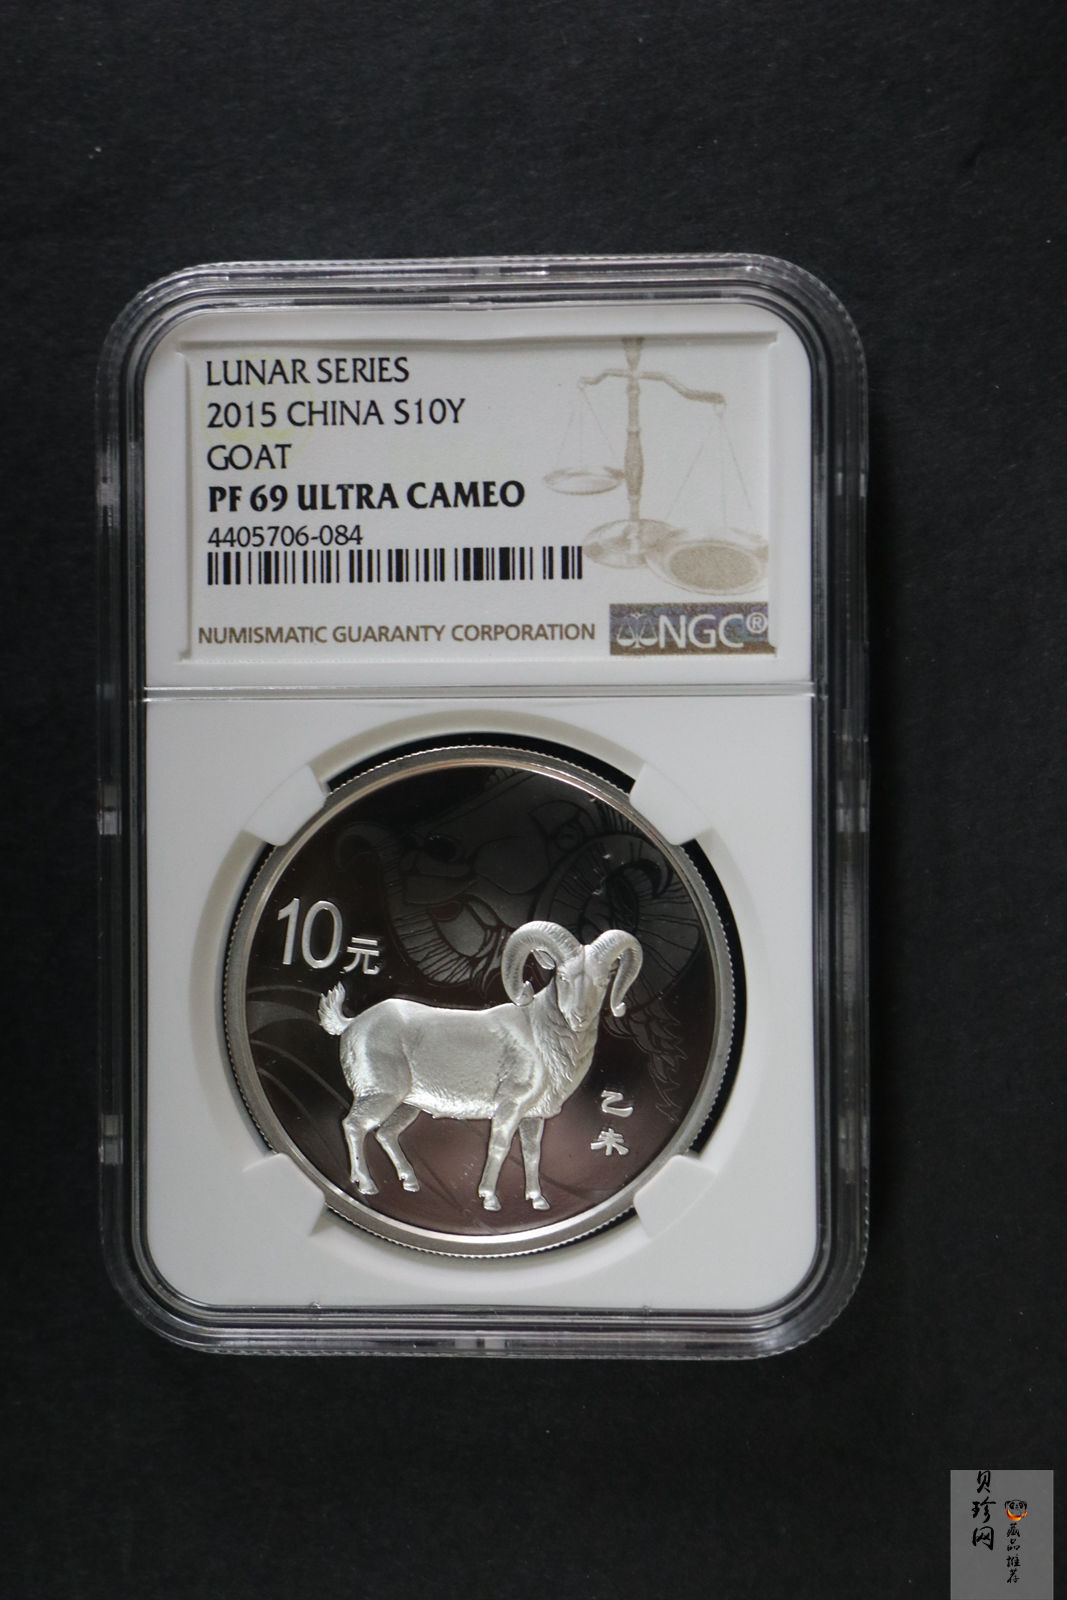 LUNAR SERIES
2015 CHINA S10Y
GOAT
PF 69 ULTRA CAMEO
4405706-084
NUMISMATIC GUARANTY CORPORATION
NGC®
10元
乙未
贝珍网
藏品推荐